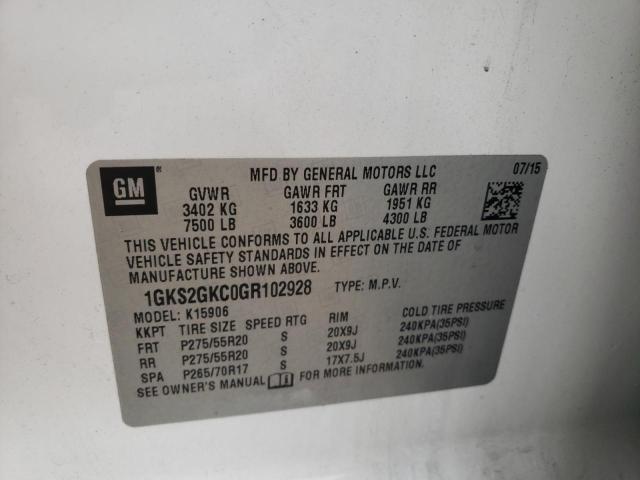 GM
MFD BY GENERAL MOTORS LLC 07/15
GVWR GAWR FRT GAWR RR
3402 KG 1633 KG 1951 KG
7500 LB 3600 LB 4300 LB
THIS VEHICLE CONFORMS TO ALL APPLICABLE U.S. FEDERAL MOTOR
VEHICLE SAFETY STANDARDS IN EFFECT ON THE DATE OF
MANUFACTURE SHOWN ABOVE.
1GKS2GKC0GR102928 TYPE: M.P.V.
MODEL: K15906
KKPT TIRE SIZE SPEED RTG RIM COLD TIRE PRESSURE
FRT P275/55R20 S 20X9J 240KPA(35PSI)
RR P275/55R20 S 20X9J 240KPA(35PSI)
SPA P265/70R17 S 17X7.5J 240KPA(35PSI)
SEE OWNER'S MANUAL FOR MORE INFORMATION.